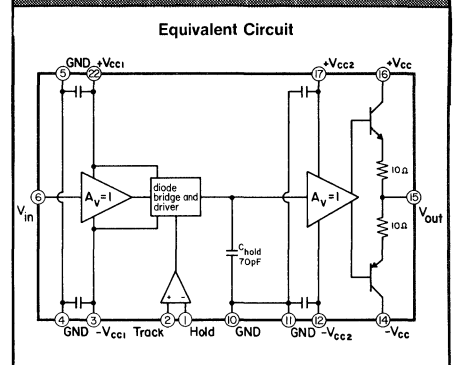 Equivalent Circuit
GND +VCC1 +VCC2 +VCC
5 22 17 16
10Ω
diode
bridge and
driver
AV=1 AV=1
6 15
Vin Vout
10Ω
Chold
70pF
+ -
4 3 2 1 10 11 12 14
GND -VCC1 Track Hold GND GND -VCC2 -VCC